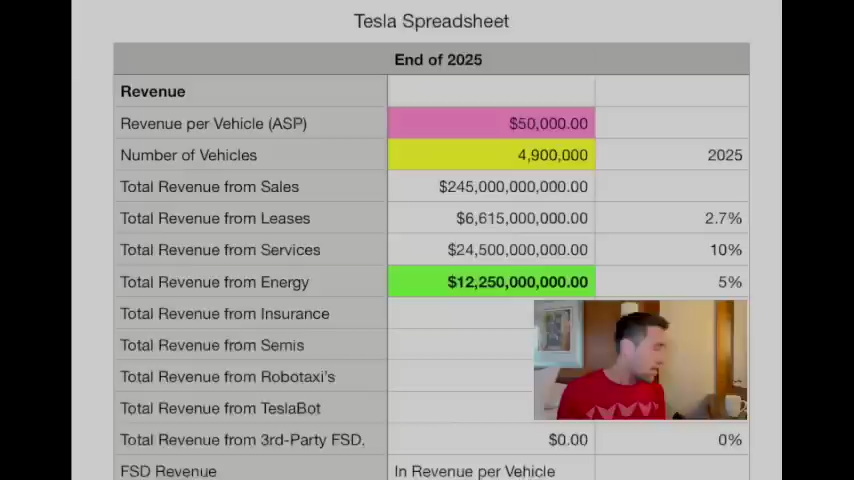 Tesla Spreadsheet
End of 2025
Revenue
Revenue per Vehicle (ASP) $50,000.00
Number of Vehicles 4,900,000 2025
Total Revenue from Sales $245,000,000,000.00
Total Revenue from Leases $6,615,000,000.00 2.7%
Total Revenue from Services $24,500,000,000.00 10%
Total Revenue from Energy $12,250,000,000.00 5%
Total Revenue from Insurance
Total Revenue from Semis
Total Revenue from Robotaxi's
Total Revenue from TeslaBot
Total Revenue from 3rd-Party FSD. $0.00 0%
FSD Revenue In Revenue per Vehicle